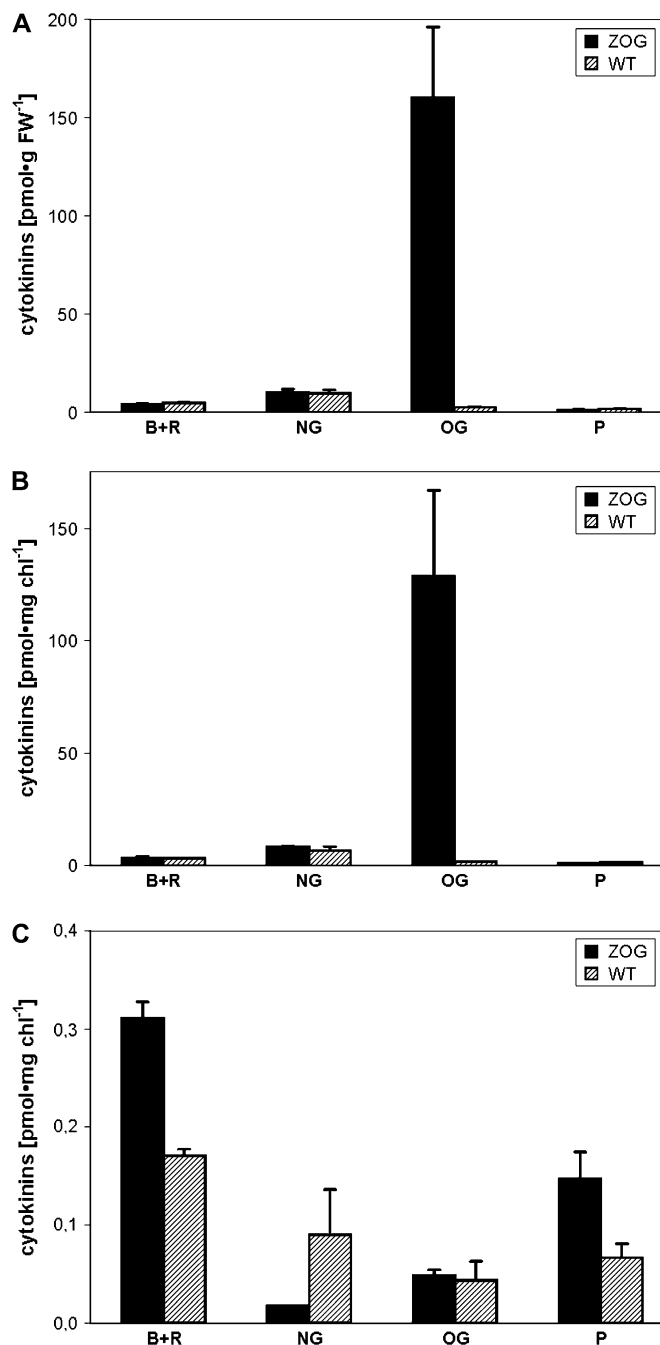 A
cytokinins [pmol•g FW⁻¹]
200
150
100
50
0
ZOG
WT
B+R NG OG P
B
cytokinins [pmol•mg chl⁻¹]
150
100
50
0
ZOG
WT
B+R NG OG P
C
cytokinins [pmol•mg chl⁻¹]
0,4
0,3
0,2
0,1
0,0
ZOG
WT
B+R NG OG P